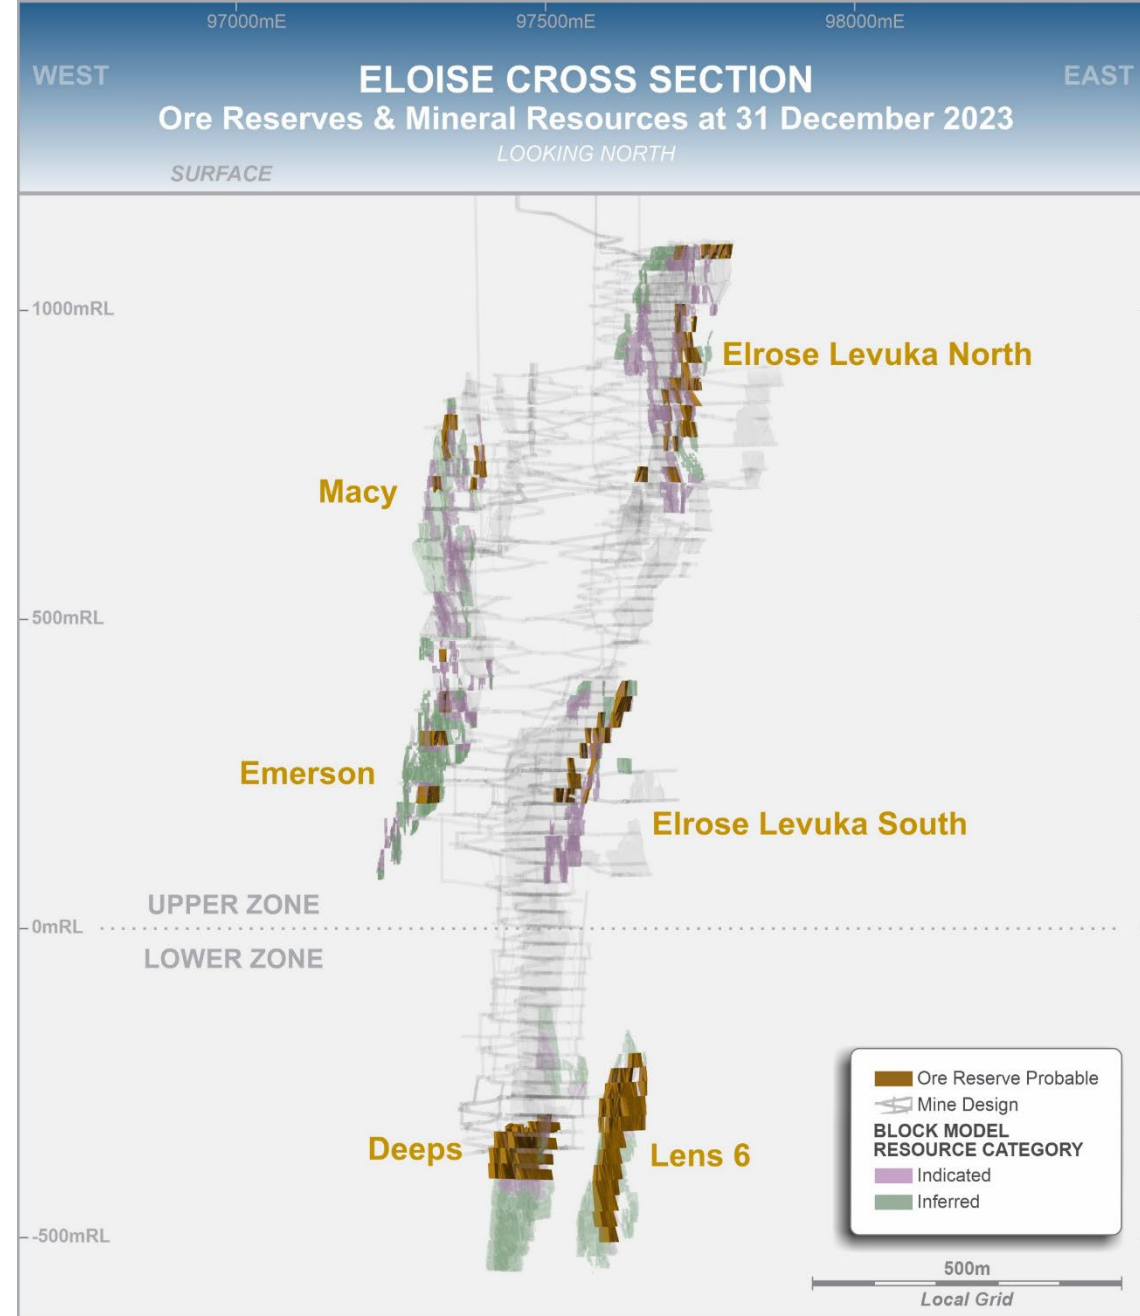 97000mE 97500mE 98000mE
WEST
ELOISE CROSS SECTION
EAST
Ore Reserves & Mineral Resources at 31 December 2023
LOOKING NORTH
SURFACE
1000mRL
Elrose Levuka North
Macy
500mRL
Emerson
Elrose Levuka South
UPPER ZONE
0mRL
LOWER ZONE
Deeps
Lens 6
-500mRL
Ore Reserve Probable
Mine Design
BLOCK MODEL
RESOURCE CATEGORY
Indicated
Inferred
500m
Local Grid